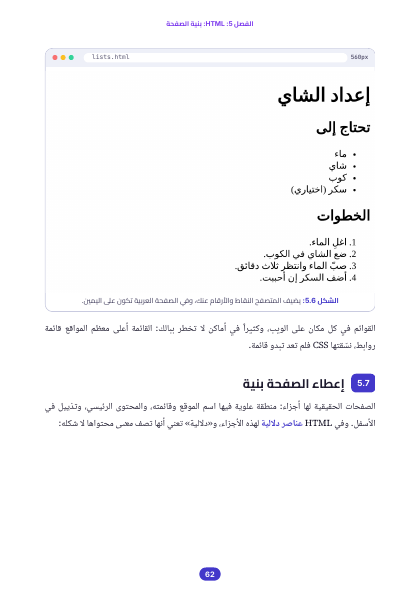 الفصل 5: HTML: بنية الصفحة
lists.html
560px
إعداد الشاي
تحتاج إلى
• ماء
• شاي
• كوب
• سكر (اختياري)
الخطوات
1. اغلِ الماء.
2. ضع الشاي في الكوب.
3. صبّ الماء وانتظر ثلاث دقائق.
4. أضف السكر إن أحببت.
الشكل 5.6: يضيف المتصفح النقاط والأرقام عنك، وفي الصفحة العربية تكون على اليمين.
القوائم في كل مكان على الويب، وكثيراً في أماكن لا تخطر ببالك: القائمة أعلى معظم المواقع قائمة
روابط، نسّقتها CSS فلم تعد تبدو قائمة.
5.7 إعطاء الصفحة بنية
الصفحات الحقيقية لها أجزاء: منطقة علوية فيها اسم الموقع وقائمته، والمحتوى الرئيسي، وتذييل في
الأسفل. وفي HTML عناصر دلالية لهذه الأجزاء، و«دلالية» تعني أنها تصف معنى محتواها لا شكله:
62